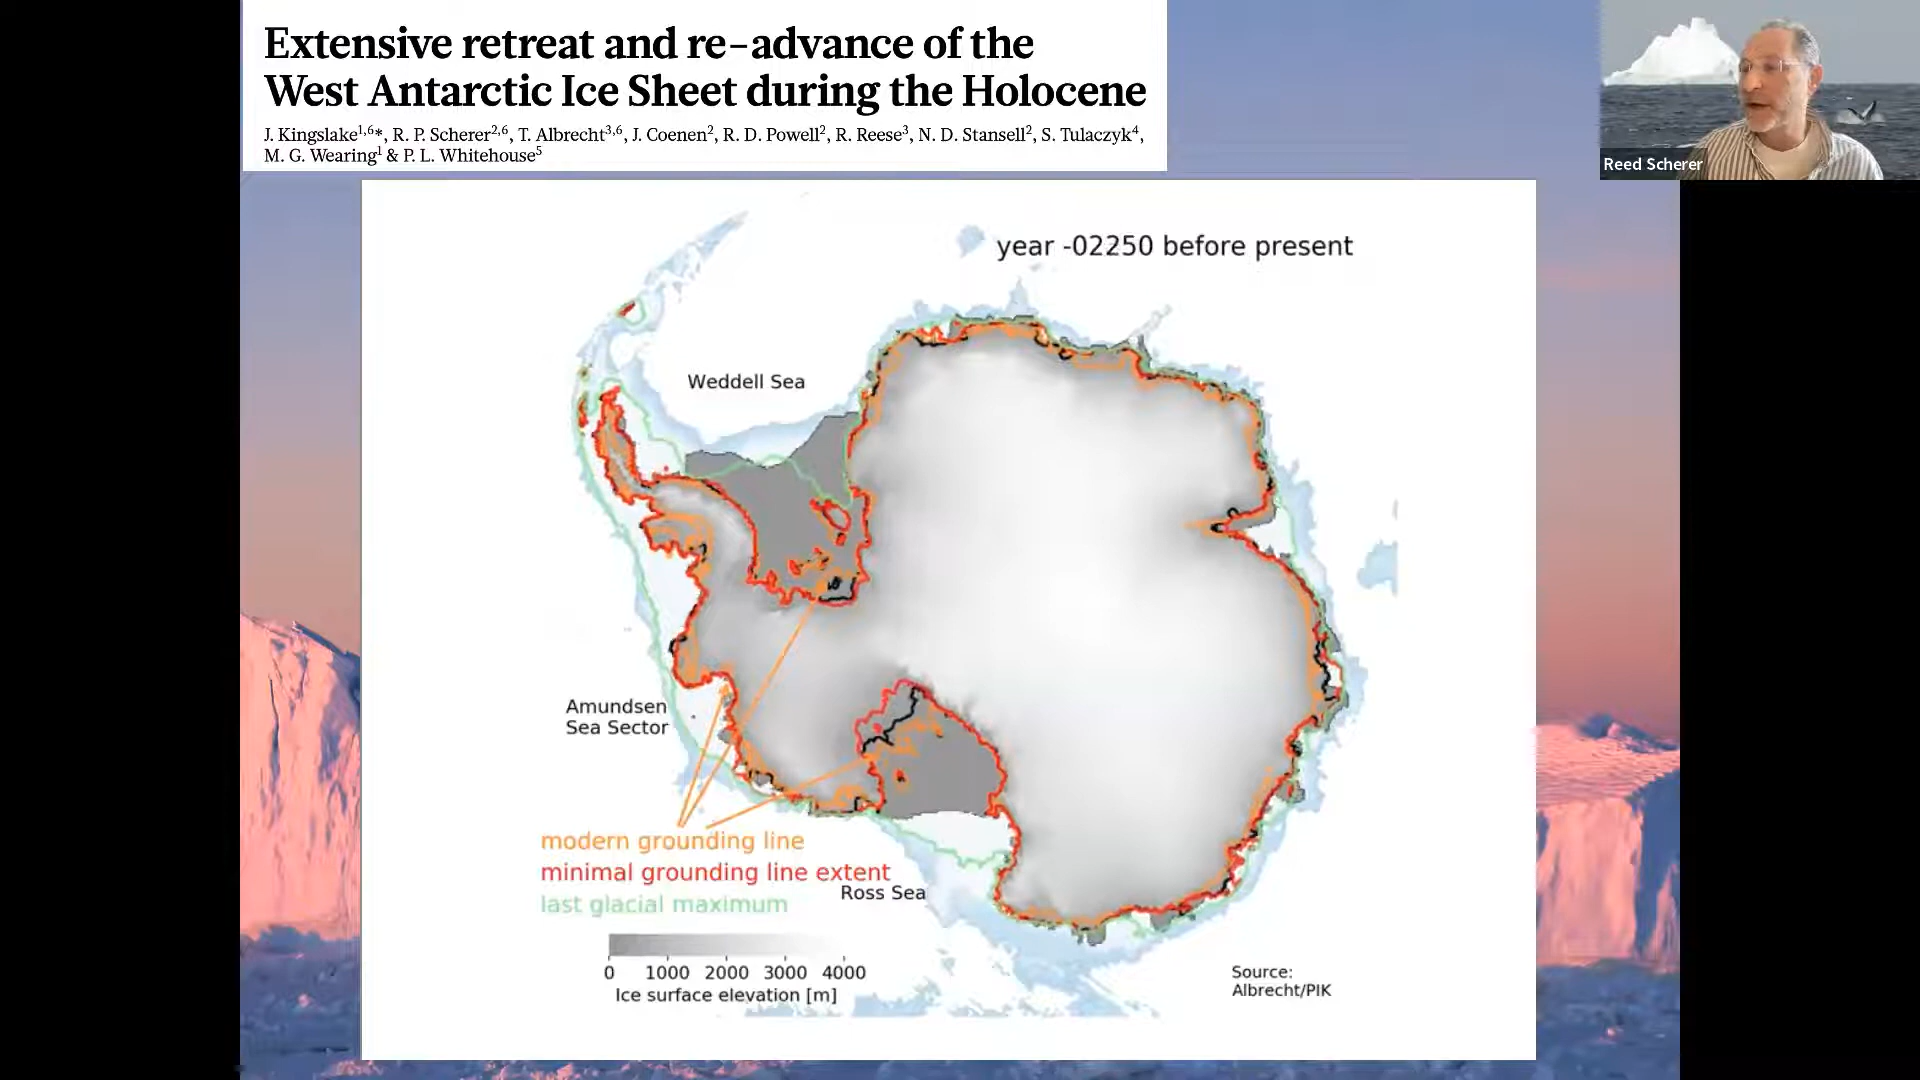 Extensive retreat and re-advance of the
West Antarctic Ice Sheet during the Holocene
J. Kingslake1,6*, R. P. Scherer2,6, T. Albrecht3,6, J. Coenen2, R. D. Powell2, R. Reese3, N. D. Stansell2, S. Tulaczyk4,
M. G. Wearing1 & P. L. Whitehouse5
Reed Scherer
year -02250 before present
Weddell Sea
Amundsen
Sea Sector
modern grounding line
minimal grounding line extent
Ross Sea
last glacial maximum
0 1000 2000 3000 4000
Ice surface elevation [m]
Source:
Albrecht/PIK